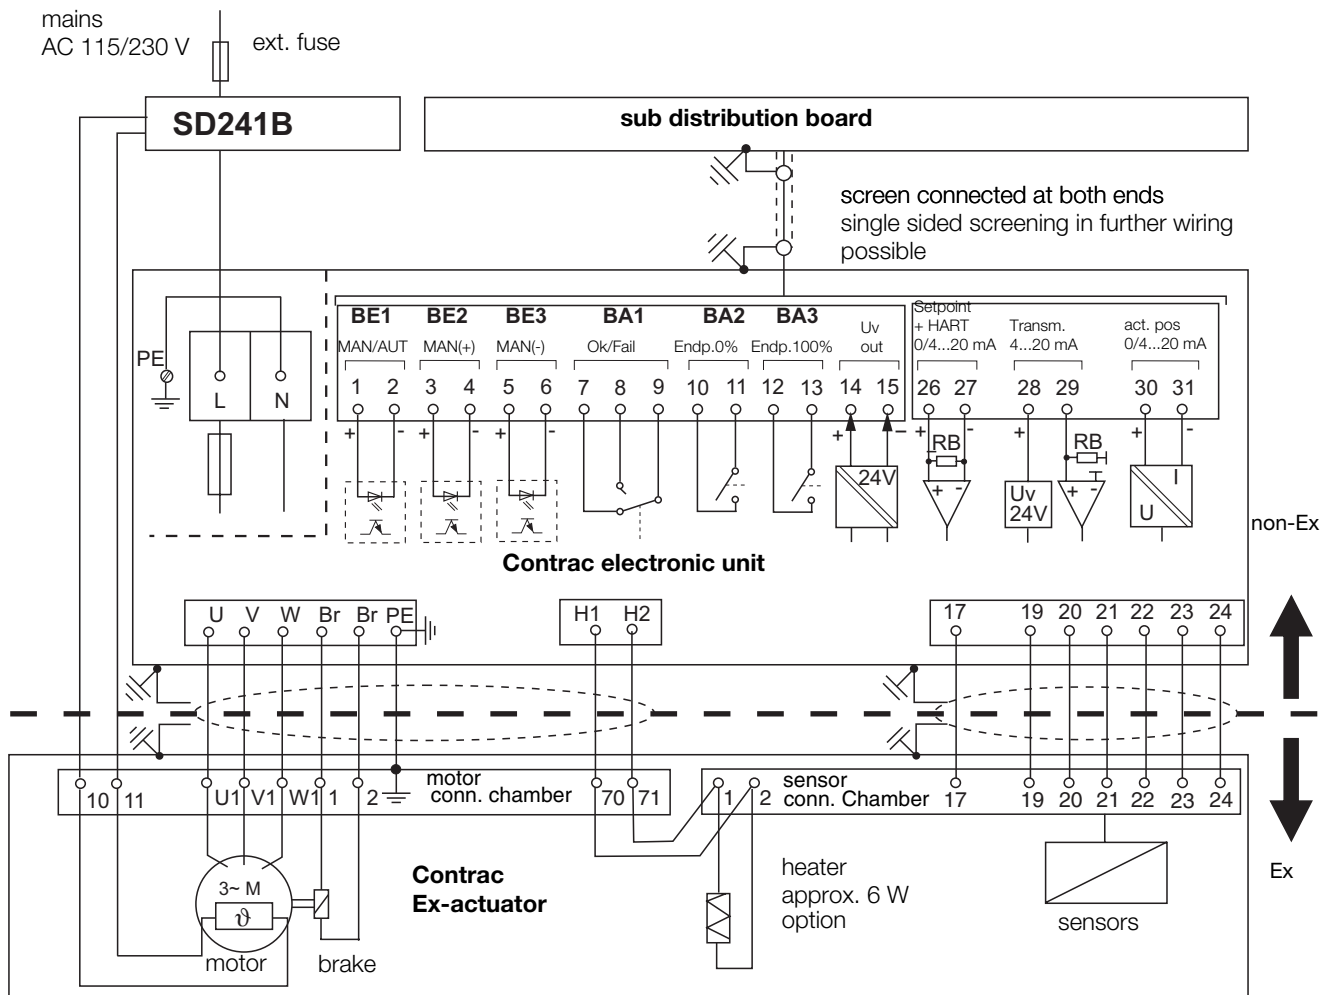 mains
AC 115/230 V
ext. fuse
SD241B
sub distribution board
screen connected at both ends
single sided screening in further wiring
possible
BE1 BE2 BE3 BA1 BA2 BA3
MAN/AUT MAN(+) MAN(-) Ok/Fail Endp.0% Endp.100%
Uv
out
Setpoint
+ HART
0/4...20 mA
Transm.
4...20 mA
act. pos
0/4...20 mA
PE
L N
1 2 3 4 5 6 7 8 9 10 11 12 13 14 15 26 27 28 29 30 31
+ - + - + - + - + - + + -
RB RB
24V
+ -
Uv
24V
+ -
I
U
non-Ex
Contrac electronic unit
U V W Br Br PE
H1 H2
17 19 20 21 22 23 24
10 11 U1 V1 W1 1 2
motor
conn. chamber
70 71
1 2
sensor
conn. Chamber
17 19 20 21 22 23 24
Ex
3~ M
ϑ
motor
brake
Contrac
Ex-actuator
heater
approx. 6 W
option
sensors